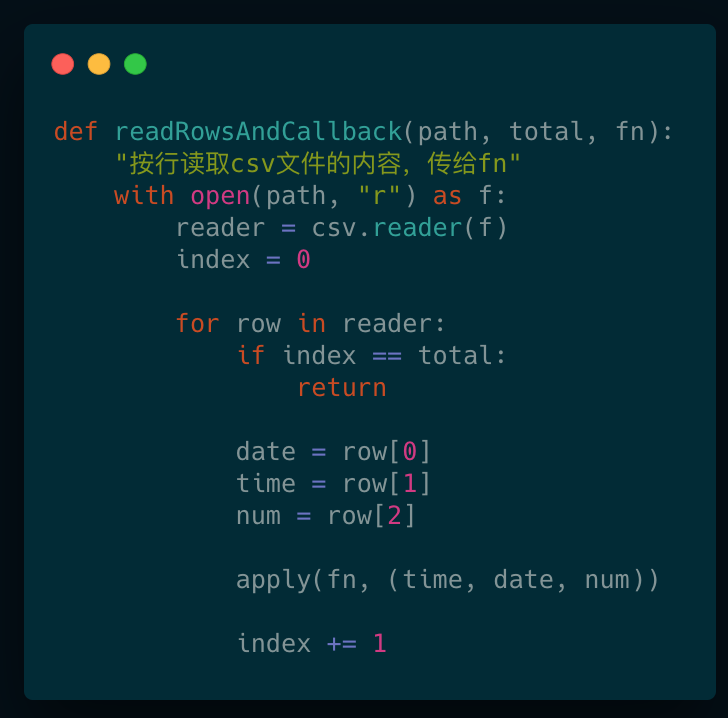 def readRowsAndCallback(path, total, fn):
    "按行读取csv文件的内容，传给fn"
    with open(path, "r") as f:
        reader = csv.reader(f)
        index = 0
        for row in reader:
            if index == total:
                return
            date = row[0]
            time = row[1]
            num = row[2]
            apply(fn, (time, date, num))
            index += 1